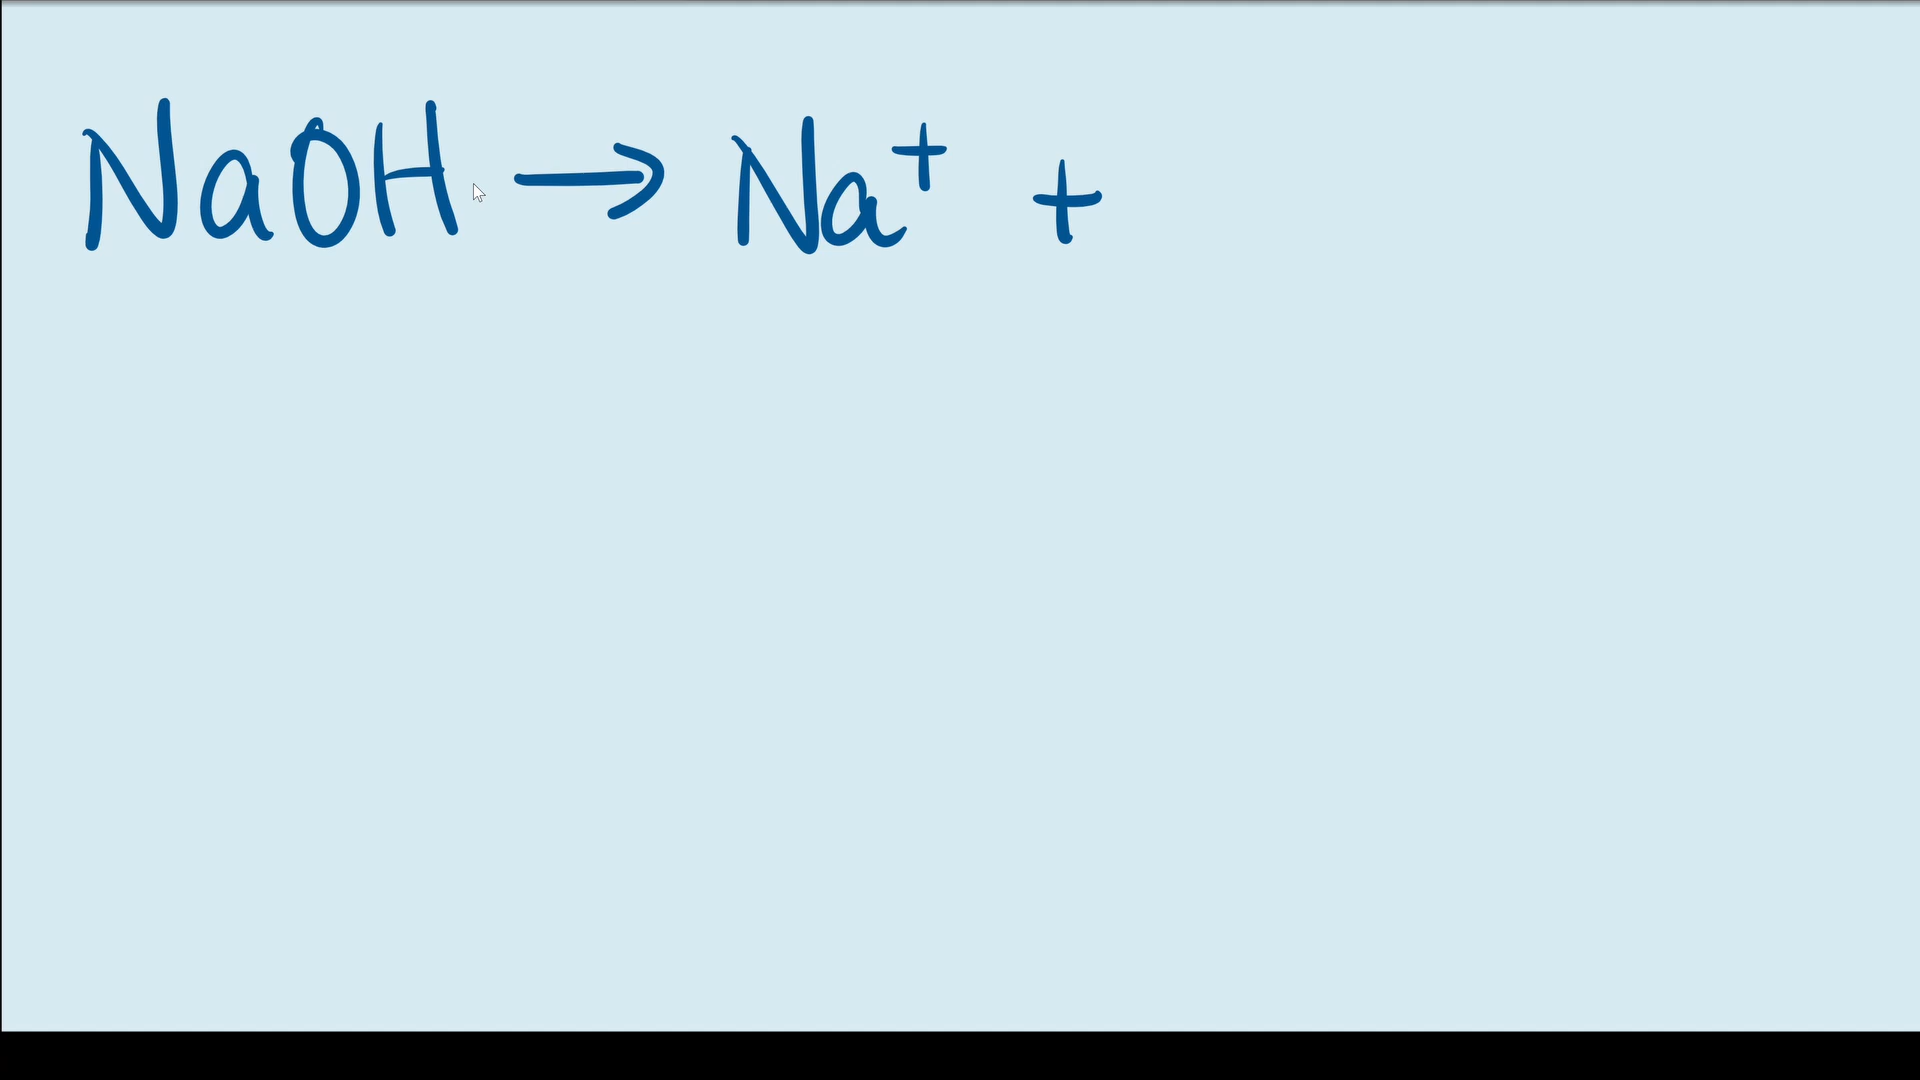 NaOH → Na⁺ +